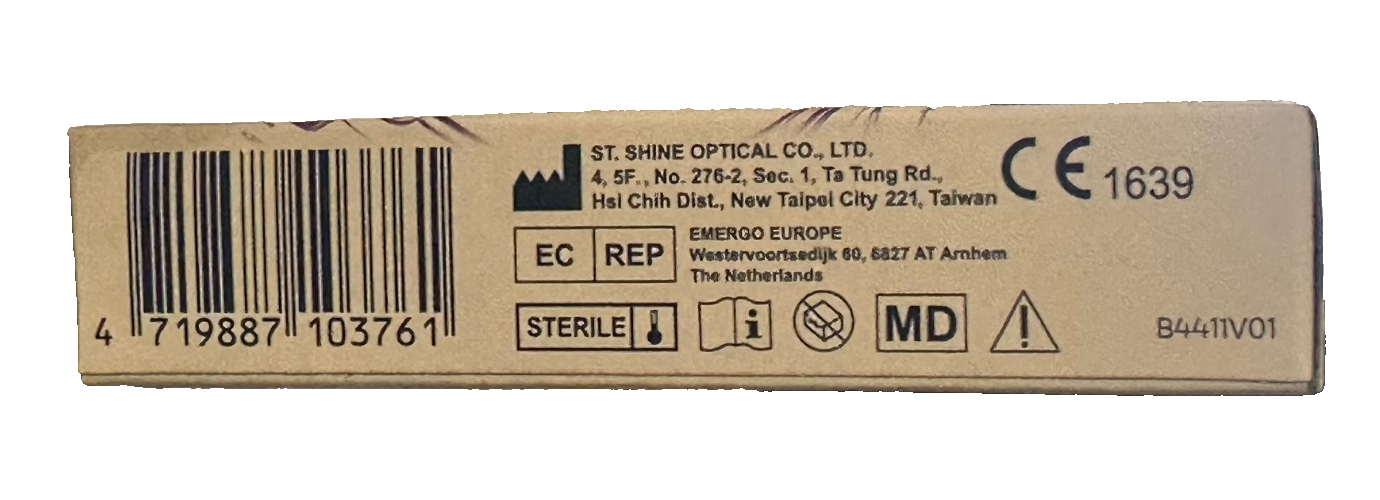 ST. SHINE OPTICAL CO., LTD.
4, 5F., No. 276-2, Sec. 1, Ta Tung Rd.,
Hsi Chih Dist., New Taipei City 221, Taiwan
CE 1639
EC REP
EMERGO EUROPE
Westervoortsedijk 60, 6827 AT Arnhem
The Netherlands
STERILE
i
MD
!
B4411V01
4 719887 103761